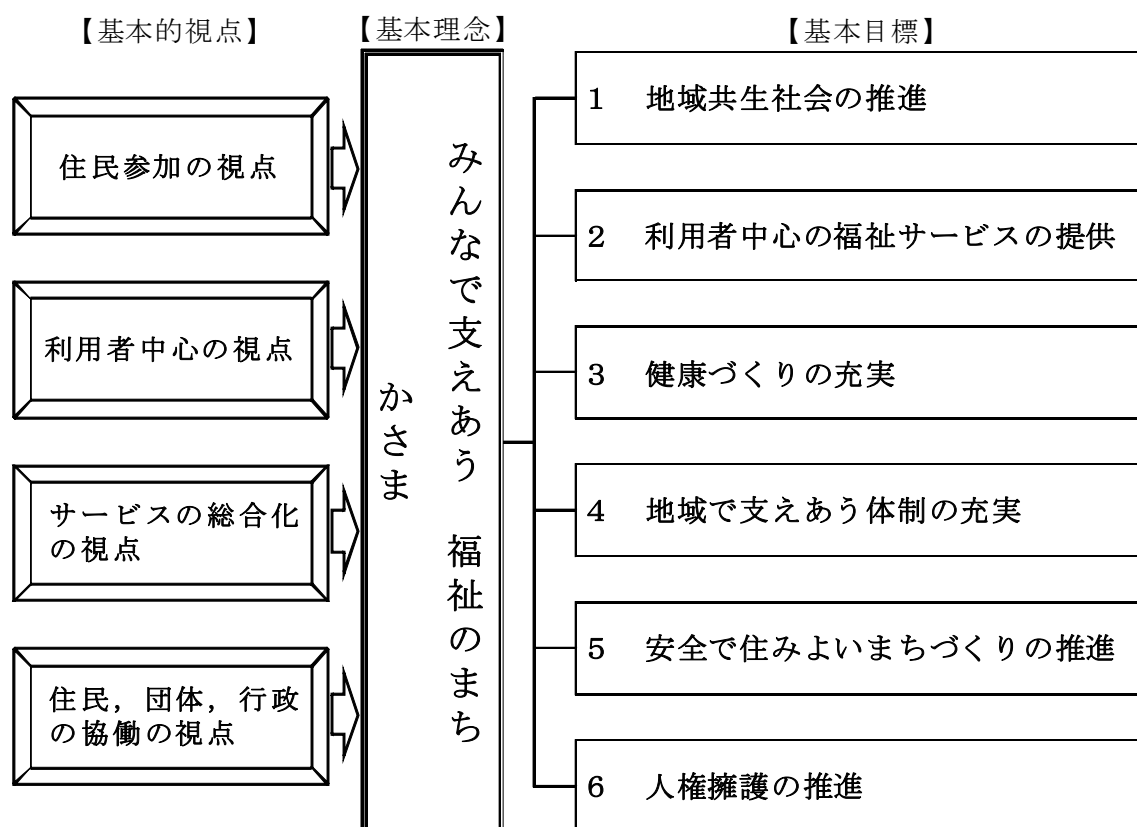 【基本的視点】
住民参加の視点
利用者中心の視点
サービスの総合化
の視点
住民，団体，行政
の協働の視点
【基本理念】
みんなで支えあう　福祉のまち
かさま
【基本目標】
1　地域共生社会の推進
2　利用者中心の福祉サービスの提供
3　健康づくりの充実
4　地域で支えあう体制の充実
5　安全で住みよいまちづくりの推進
6　人権擁護の推進